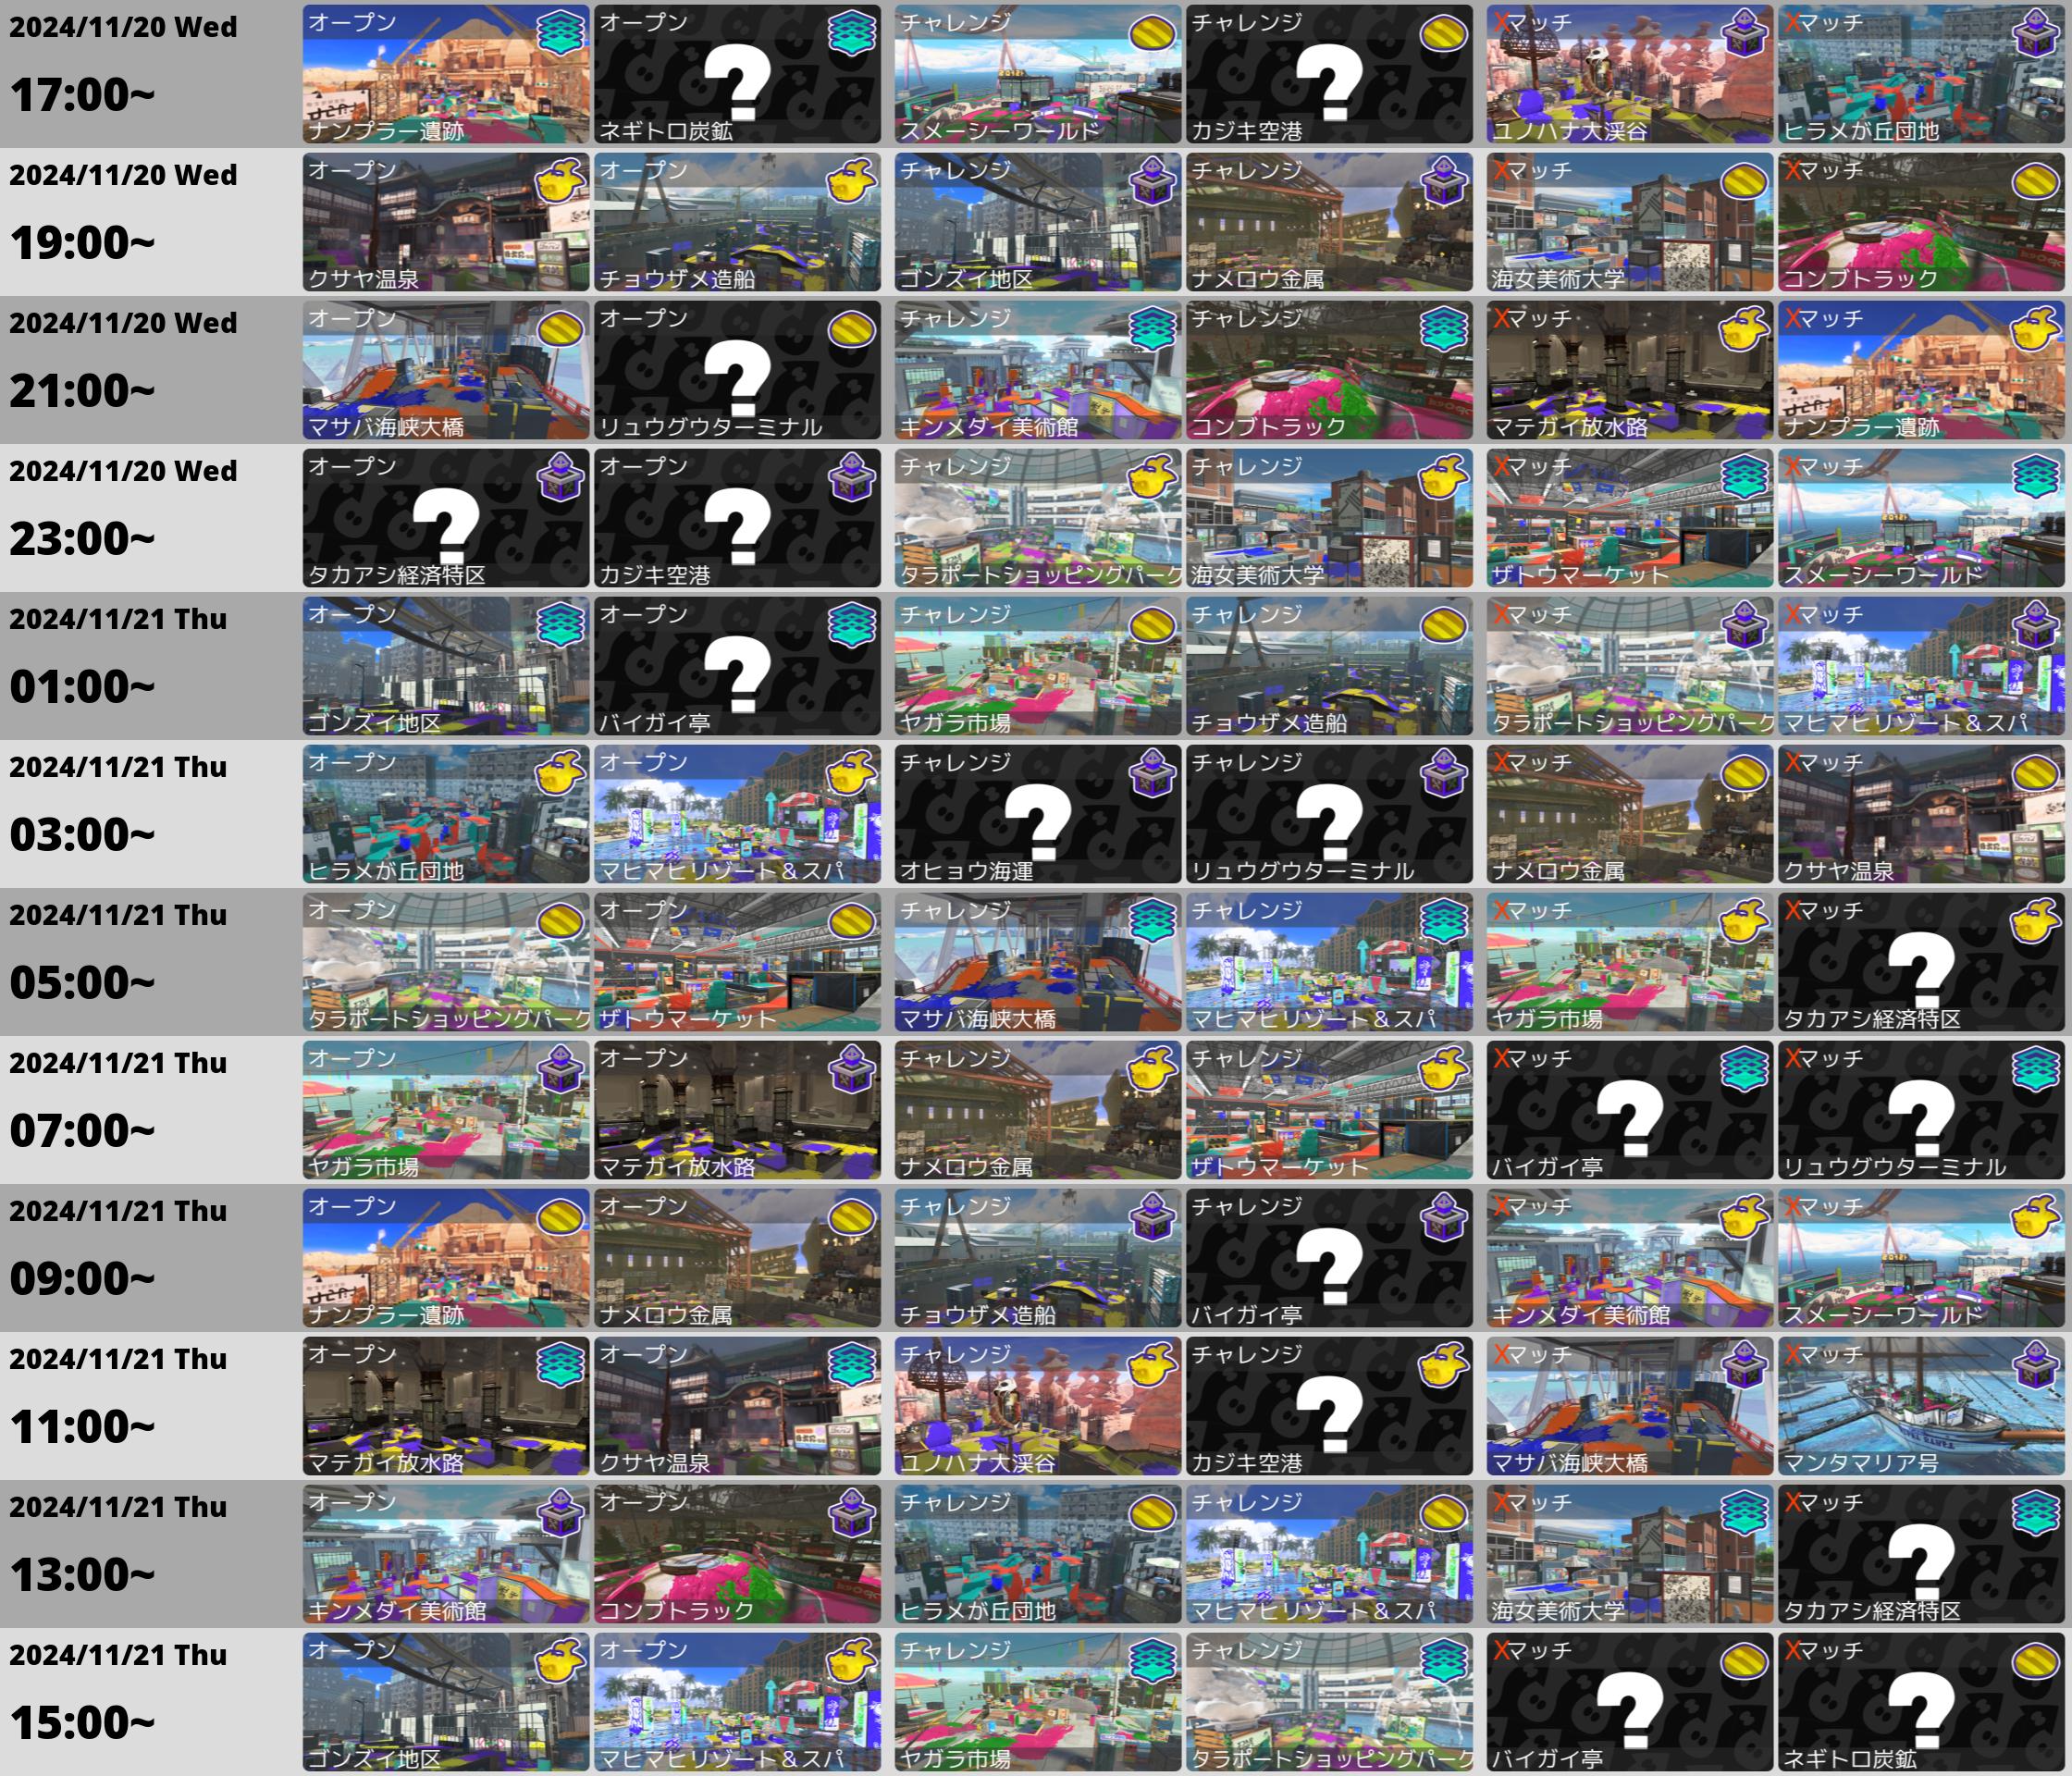 2024/11/20 Wed
17:00~
オープン
ナンプラー遺跡
オープン
ネギトロ炭鉱
チャレンジ
スメーシーワールド
チャレンジ
カジキ空港
Xマッチ
ユノハナ大渓谷
Xマッチ
ヒラメが丘団地
2024/11/20 Wed
19:00~
オープン
クサヤ温泉
オープン
チョウザメ造船
チャレンジ
ゴンズイ地区
チャレンジ
ナメロウ金属
Xマッチ
海女美術大学
Xマッチ
コンブトラック
2024/11/20 Wed
21:00~
オープン
マサバ海峡大橋
オープン
リュウグウターミナル
チャレンジ
キンメダイ美術館
チャレンジ
コンブトラック
Xマッチ
マテガイ放水路
Xマッチ
ナンプラー遺跡
2024/11/20 Wed
23:00~
オープン
タカアシ経済特区
オープン
カジキ空港
チャレンジ
タラポートショッピングパーク
チャレンジ
海女美術大学
Xマッチ
ザトウマーケット
Xマッチ
スメーシーワールド
2024/11/21 Thu
01:00~
オープン
ゴンズイ地区
オープン
バイガイ亭
チャレンジ
ヤガラ市場
チャレンジ
チョウザメ造船
Xマッチ
タラポートショッピングパーク
Xマッチ
マヒマヒリゾート＆スパ
2024/11/21 Thu
03:00~
オープン
ヒラメが丘団地
オープン
マヒマヒリゾート＆スパ
チャレンジ
オヒョウ海運
チャレンジ
リュウグウターミナル
Xマッチ
ナメロウ金属
Xマッチ
クサヤ温泉
2024/11/21 Thu
05:00~
オープン
タラポートショッピングパーク
オープン
ザトウマーケット
チャレンジ
マサバ海峡大橋
チャレンジ
マヒマヒリゾート＆スパ
Xマッチ
ヤガラ市場
Xマッチ
タカアシ経済特区
2024/11/21 Thu
07:00~
オープン
ヤガラ市場
オープン
マテガイ放水路
チャレンジ
ナメロウ金属
チャレンジ
ザトウマーケット
Xマッチ
バイガイ亭
Xマッチ
リュウグウターミナル
2024/11/21 Thu
09:00~
オープン
ナンプラー遺跡
オープン
ナメロウ金属
チャレンジ
チョウザメ造船
チャレンジ
バイガイ亭
Xマッチ
キンメダイ美術館
Xマッチ
スメーシーワールド
2024/11/21 Thu
11:00~
オープン
マテガイ放水路
オープン
クサヤ温泉
チャレンジ
ユノハナ大渓谷
チャレンジ
カジキ空港
Xマッチ
マサバ海峡大橋
Xマッチ
マンタマリア号
2024/11/21 Thu
13:00~
オープン
キンメダイ美術館
オープン
コンブトラック
チャレンジ
ヒラメが丘団地
チャレンジ
マヒマヒリゾート＆スパ
Xマッチ
海女美術大学
Xマッチ
タカアシ経済特区
2024/11/21 Thu
15:00~
オープン
ゴンズイ地区
オープン
マヒマヒリゾート＆スパ
チャレンジ
ヤガラ市場
チャレンジ
タラポートショッピングパーク
Xマッチ
バイガイ亭
Xマッチ
ネギトロ炭鉱